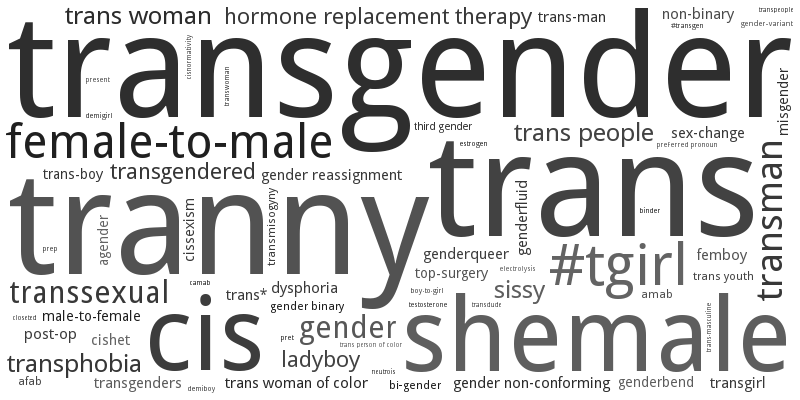 trans woman
hormone replacement therapy
trans-man
non-binary
transpeople
#transgen
gender-variant
transgender
cisnormativity
present
transwoman
demigirl
misgender
female-to-male
third gender
trans people
sex-change
estrogen
preferred pronoun
trans-boy
transgendered
gender reassignment
trans
tranny
transman
agender
cissexism
transmisogyny
genderfluid
binder
prep
genderqueer
#tgirl
femboy
top-surgery
electrolysis
trans youth
transsexual
camab
trans*
dysphoria
boy-to-girl
sissy
amab
gender binary
testosterone
transdude
closeted
male-to-female
cis
gender
shemale
trans-masculine
post-op
cishet
pret
trans person of color
transphobia
ladyboy
neutrois
afab
transgenders
demiboy
trans woman of color
bi-gender
gender non-conforming
genderbend
transgirl